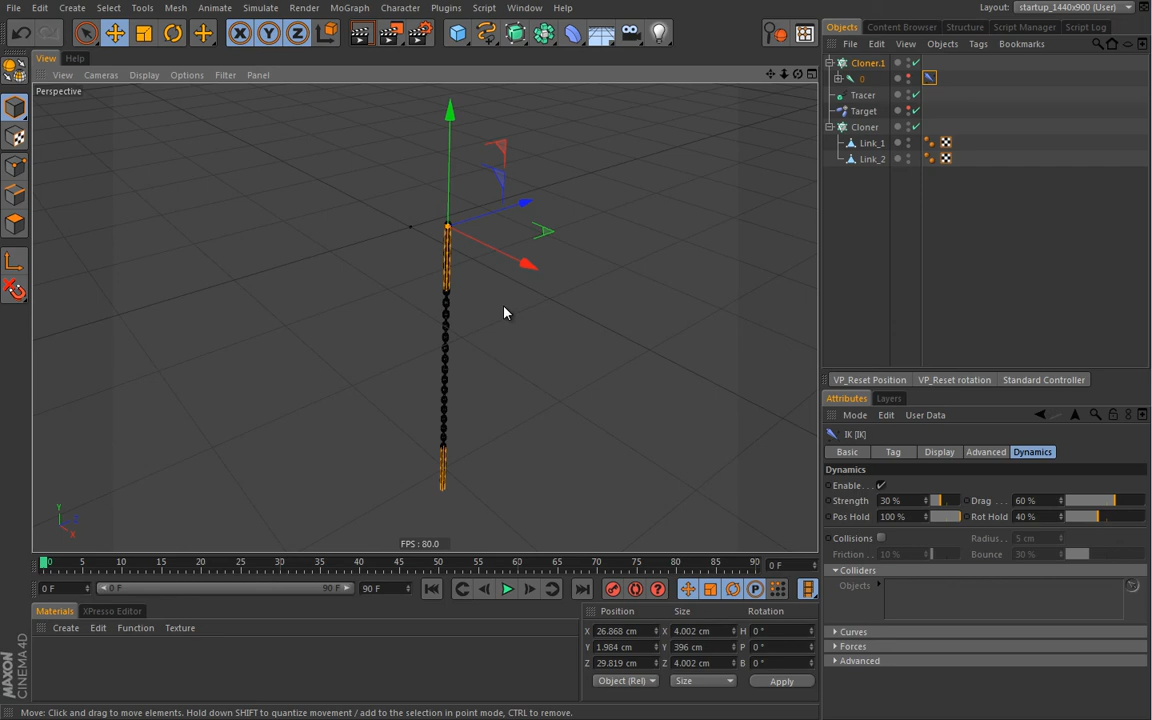 File Edit Create Select Tools Mesh Animate Simulate Render MoGraph Character Plugins Script Window Help
Layout: startup_1440x900 (User)
Objects Content Browser Structure Script Manager Script Log
File Edit View Objects Tags Bookmarks
View Help
View Cameras Display Options Filter Panel
Perspective
X Y Z
Cloner.1
0
Tracer
Target
Cloner
Link_1
Link_2
Y
Z
X
FPS : 80.0
VP_Reset Position VP_Reset rotation Standard Controller
Attributes Layers
Mode Edit User Data
IK [IK]
Basic Tag Display Advanced Dynamics
Dynamics
Enable...
Strength 30 % Drag... 60 %
Pos Hold 100 % Rot Hold 40 %
Collisions Radius.. 5 cm
Friction.. 10 % Bounce 30 %
Colliders
Objects
Curves
Forces
Advanced
0 5 10 15 20 25 30 35 40 45 50 55 60 65 70 75 80 85 90 0 F
0 F 0 F 90 F 90 F
P
Materials XPresso Editor
Create Edit Function Texture
Position Size Rotation
X 26.868 cm X 4.002 cm H 0 °
Y 1.984 cm Y 396 cm P 0 °
Z 29.819 cm Z 4.002 cm B 0 °
Object (Rel) Size Apply
MAXON
CINEMA 4D
Move: Click and drag to move elements. Hold down SHIFT to quantize movement / add to the selection in point mode, CTRL to remove.